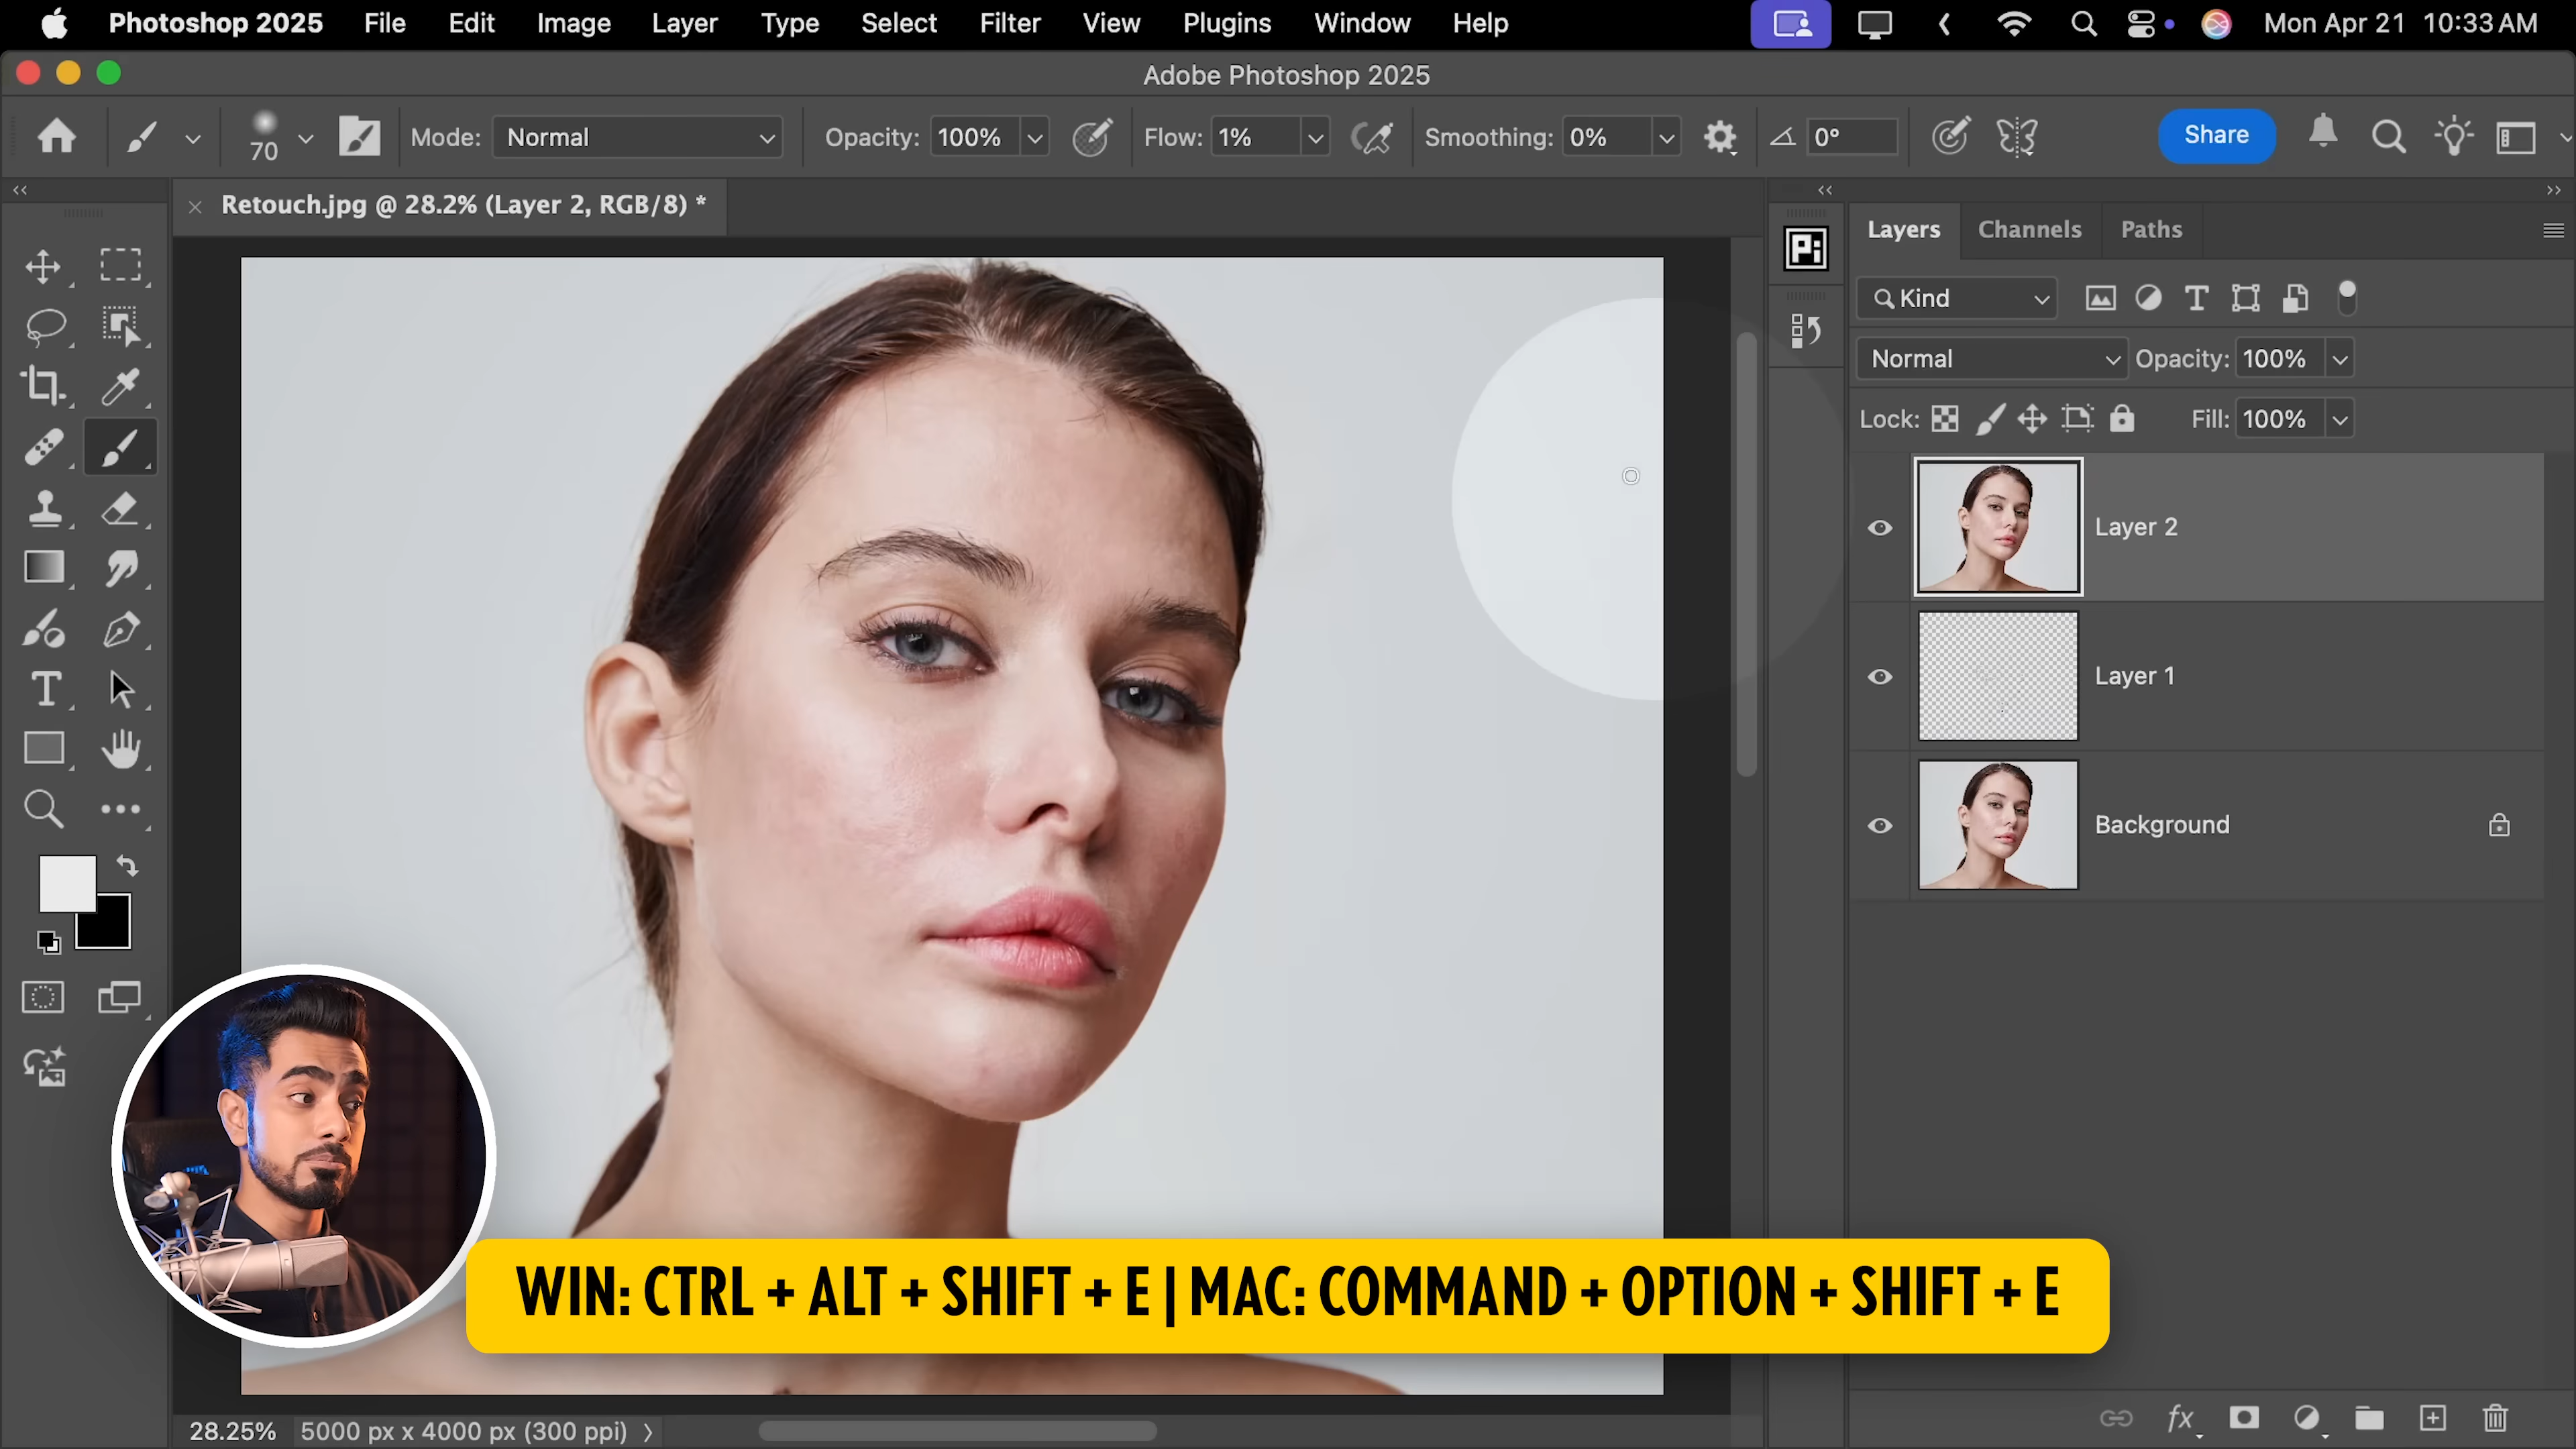 Photoshop 2025 File Edit Image Layer Type Select Filter View Plugins Window Help Mon Apr 21 10:33 AM
Adobe Photoshop 2025
70 Mode: Normal Opacity: 100% Flow: 1% Smoothing: 0% 0° Share
Retouch.jpg @ 28.2% (Layer 2, RGB/8) *
Pi
Layers Channels Paths
Kind
Normal Opacity: 100%
Lock: Fill: 100%
Layer 2
Layer 1
Background
WIN: CTRL + ALT + SHIFT + E | MAC: COMMAND + OPTION + SHIFT + E
28.25% 5000 px x 4000 px (300 ppi)
fx